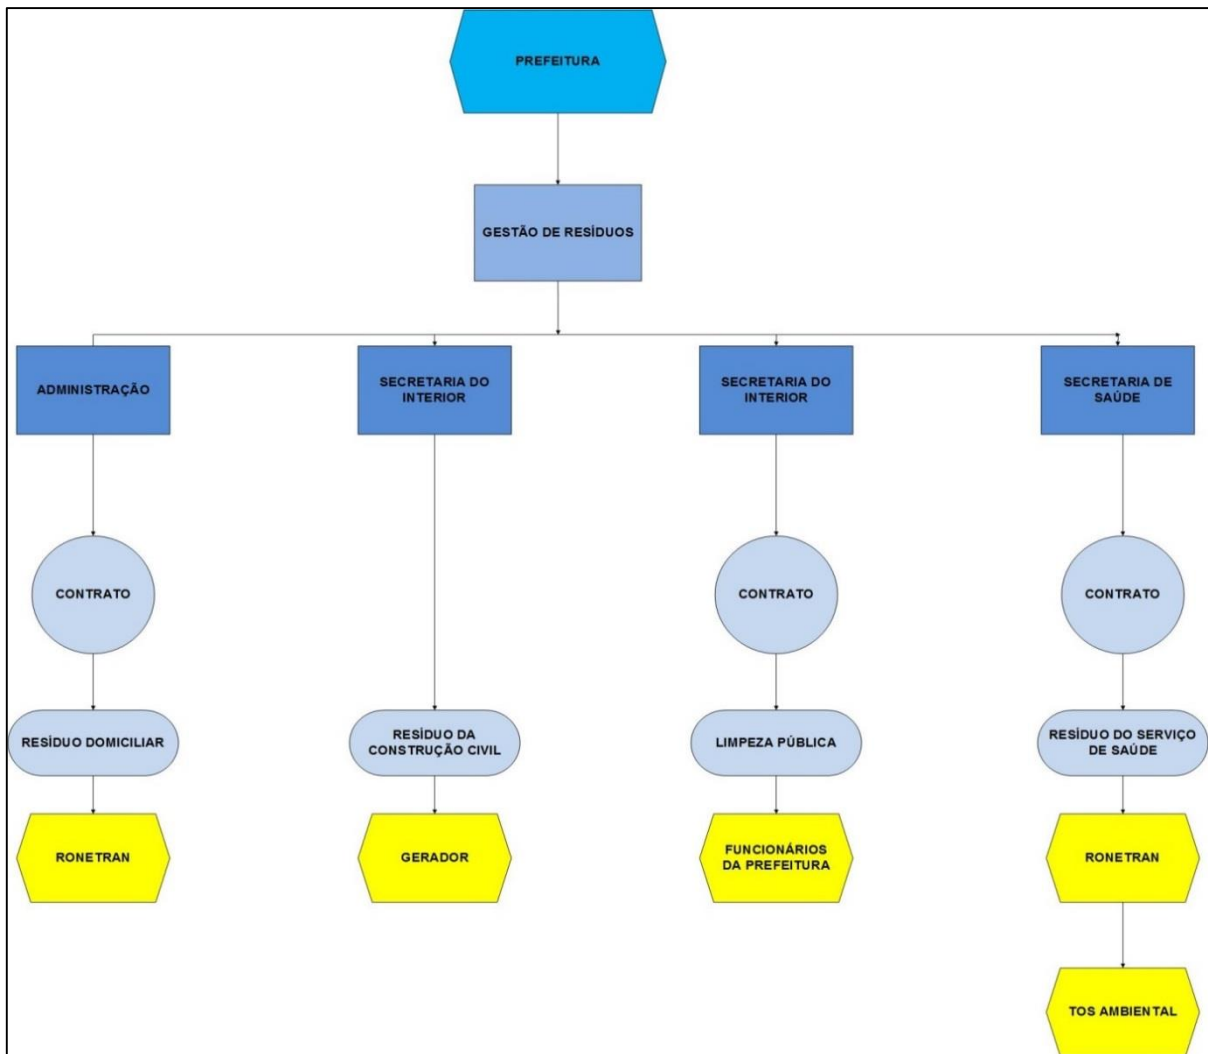 PREFEITURA
GESTÃO DE RESÍDUOS
ADMINISTRAÇÃO
SECRETARIA DO
INTERIOR
SECRETARIA DO
INTERIOR
SECRETARIA DE
SAÚDE
CONTRATO
CONTRATO
CONTRATO
RESÍDUO DOMICILIAR
RESÍDUO DA
CONSTRUÇÃO CIVIL
LIMPEZA PÚBLICA
RESÍDUO DO SERVIÇO
DE SAÚDE
RONETRAN
GERADOR
FUNCIONÁRIOS
DA PREFEITURA
RONETRAN
TOS AMBIENTAL